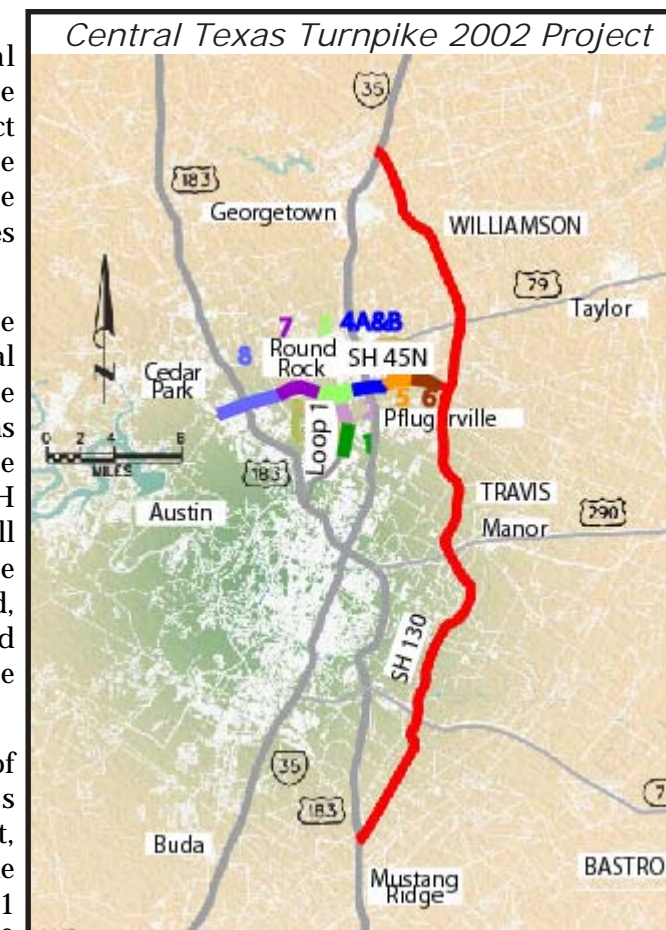 Central Texas Turnpike 2002 Project
35
183
Georgetown
WILLIAMSON
79
Taylor
7
4A&B
8
Round
Rock
SH 45N
Cedar
Park
5
6
Pflugerville
Loop 1
1
N
0 2 4 8
MILES
183
TRAVIS
Austin
290
Manor
SH 130
35
183
Buda
Mustang
Ridge
BASTRO